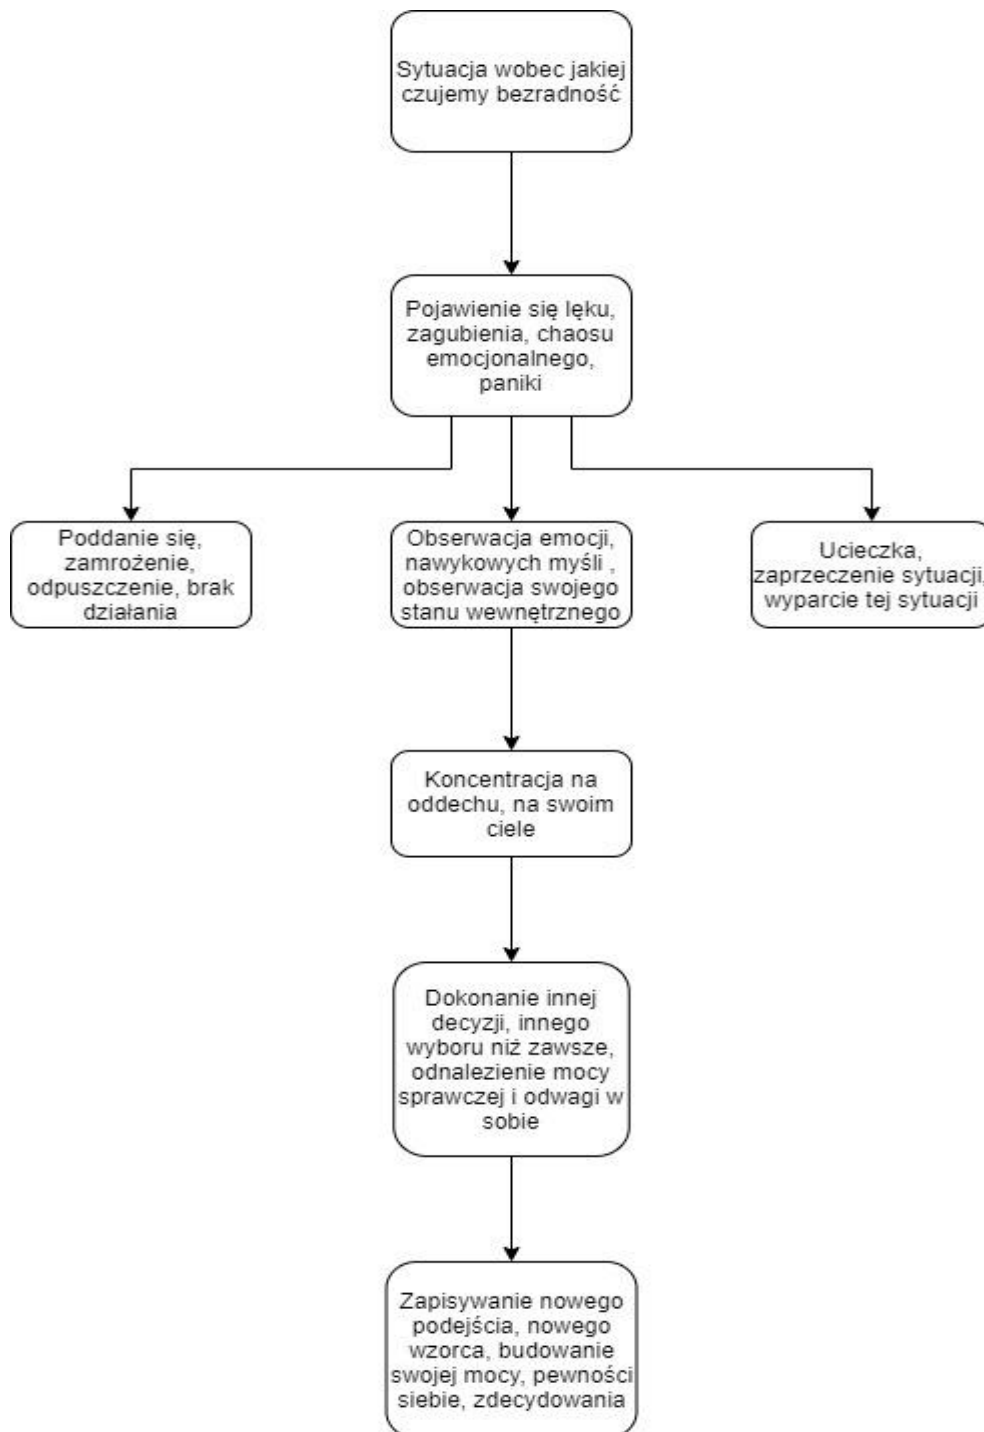 Sytuacja wobec jakiej
czujemy bezradność
Pojawienie się lęku,
zagubienia, chaosu
emocjonalnego,
paniki
Poddanie się,
zamrożenie,
odpuszczenie, brak
działania
Obserwacja emocji,
nawykowych myśli ,
obserwacja swojego
stanu wewnętrznego
Ucieczka,
zaprzeczenie sytuacji,
wyparcie tej sytuacji
Koncentracja na
oddechu, na swoim
ciele
Dokonanie innej
decyzji, innego
wyboru niż zawsze,
odnalezienie mocy
sprawczej i odwagi w
sobie
Zapisywanie nowego
podejścia, nowego
wzorca, budowanie
swojej mocy, pewności
siebie, zdecydowania